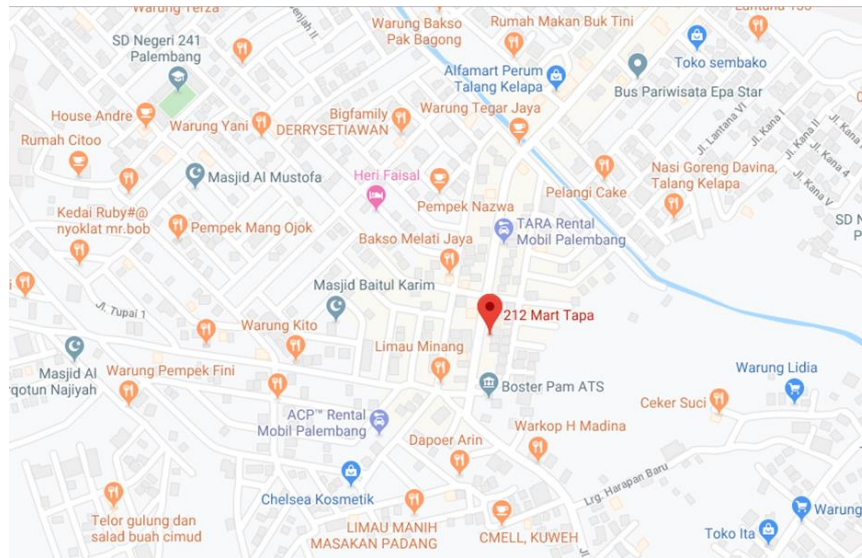 Warung Terza
Warung Bakso
Pak Bagong
Rumah Makan Buk Tini
SD Negeri 241
Palembang
Toko sembako
Alfamart Perum
Talang Kelapa
Bus Pariwisata Epa Star
House Andre
Warung Yani
Bigfamily
DERRYSETIAWAN
Warung Tegar Jaya
Jl. Lantana VI
Jl. Kana I
Jl. Kana II
Jl. Kana 4
Jl. Kana V
Rumah Citoo
Masjid Al Mustofa
Heri Faisal
Pempek Nazwa
Pelangi Cake
Nasi Goreng Davina,
Talang Kelapa
Kedai Ruby#@
nyoklat mr.bob
Pempek Mang Ojok
TARA Rental
Mobil Palembang
SD N
Bakso Melati Jaya
Masjid Baitul Karim
Jl. Tupai 1
212 Mart Tapa
Warung Kito
Limau Minang
Masjid Al
rqotun Najiyah
Warung Pempek Fini
Boster Pam ATS
Warung Lidia
Ceker Suci
ACP™ Rental
Mobil Palembang
Dapoer Arin
Warkop H Madina
Chelsea Kosmetik
Lrg. Harapan Baru
Telor gulung dan
salad buah cimud
LIMAU MANIH
MASAKAN PADANG
CMELL, KUWEH
Toko Ita
Warung
Jl